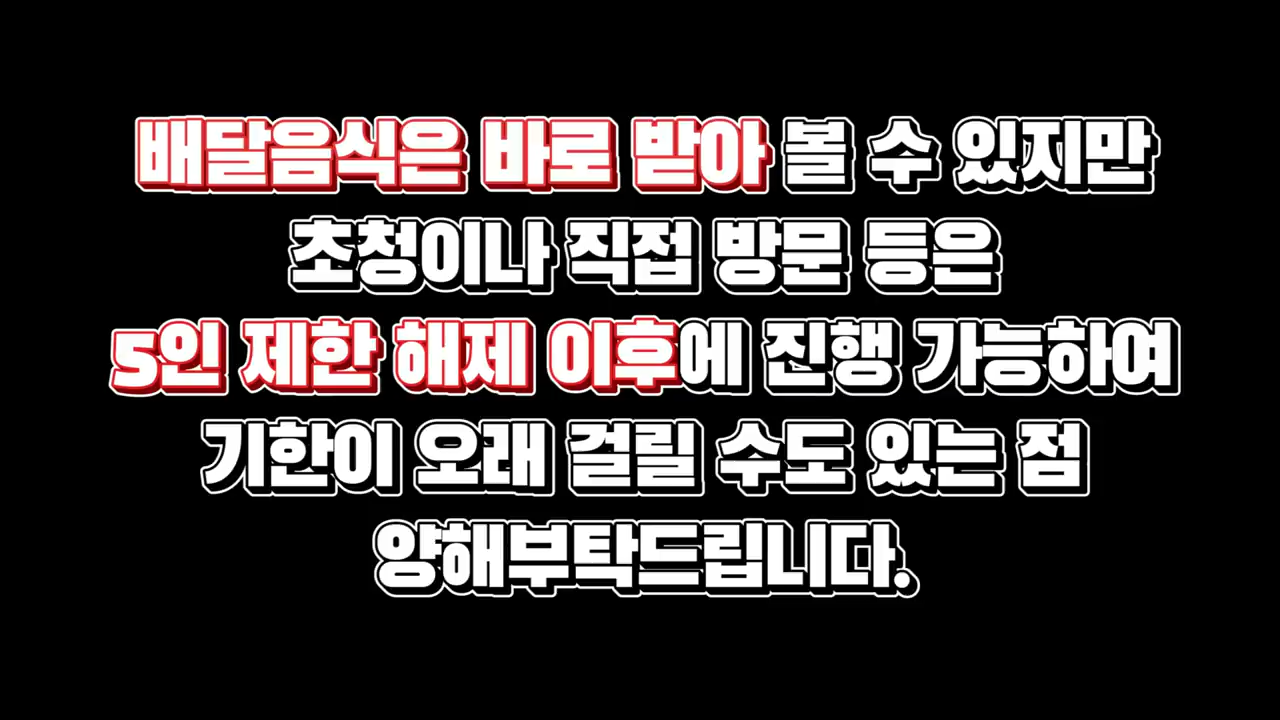 배달음식은 바로 받아 볼 수 있지만
초청이나 직접 방문 등은
5인 제한 해제 이후에 진행 가능하여
기한이 오래 걸릴 수도 있는 점
양해부탁드립니다.